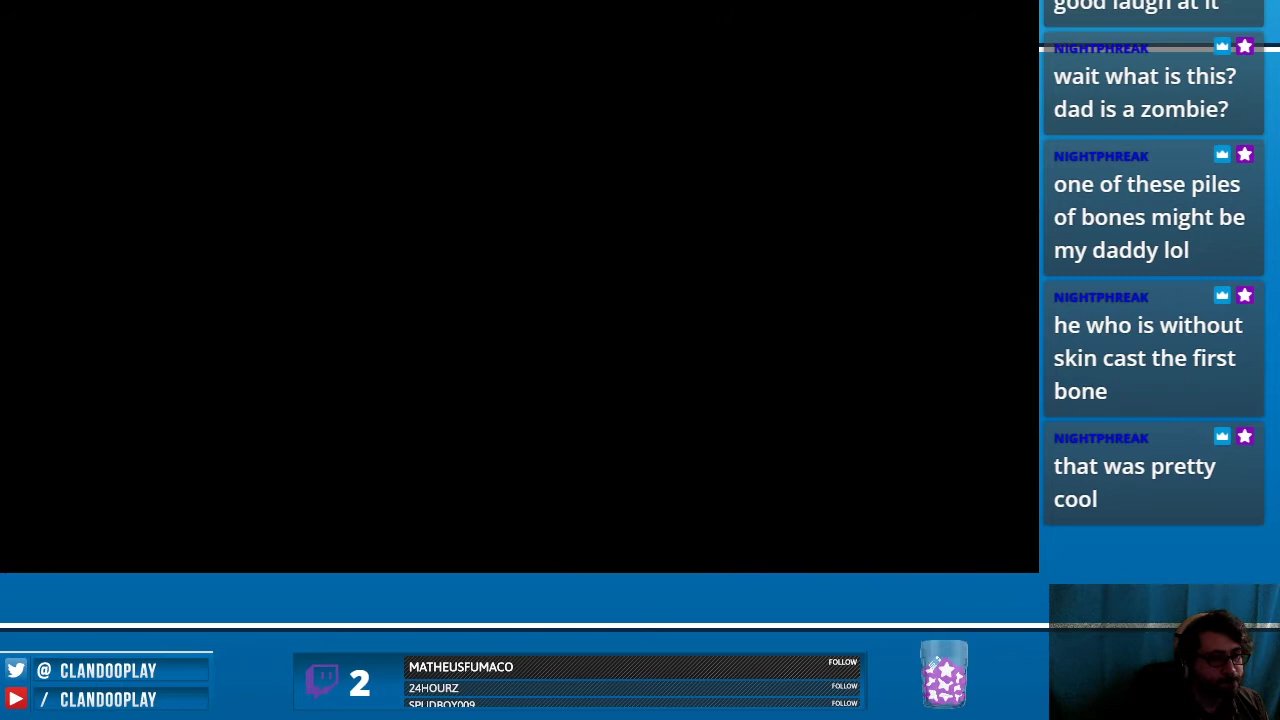 good laugh at it
NIGHTPHREAK
wait what is this?
dad is a zombie?
NIGHTPHREAK
one of these piles
of bones might be
my daddy lol
NIGHTPHREAK
he who is without
skin cast the first
bone
NIGHTPHREAK
that was pretty
cool
@ CLANDOOPLAY
/ CLANDOOPLAY
2
MATHEUSFUMACO FOLLOW
24HOURZ FOLLOW
SPUDBOY009 FOLLOW